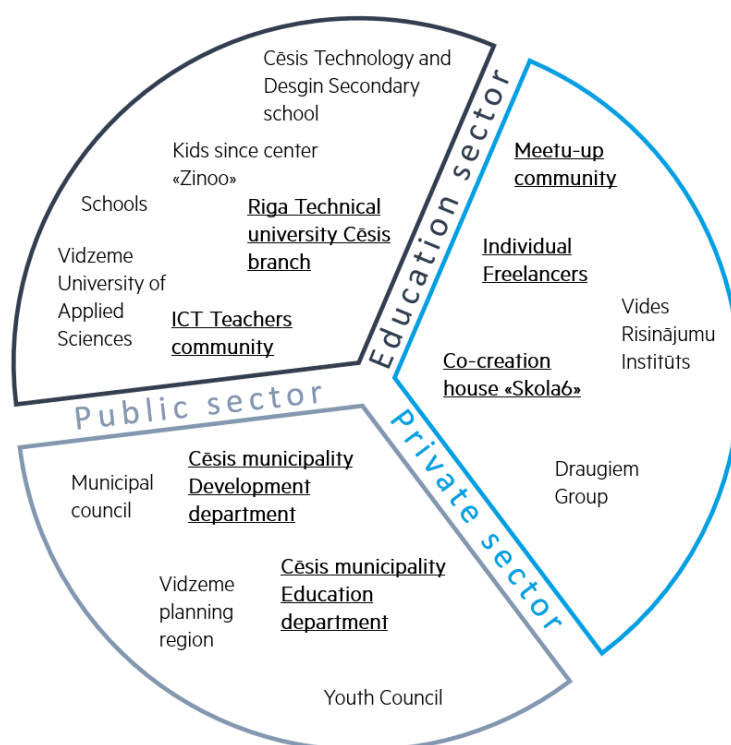 Cēsis Technology and
Desgin Secondary
school
Kids since center
«Zinoo»
Schools
Riga Technical
university Cēsis
branch
Vidzeme
University of
Applied
Sciences
ICT Teachers
community
Education sector
Meetu-up
community
Individual
Freelancers
Vides
Risinājumu
Institūts
Co-creation
house «Skola6»
Draugiem
Group
Private sector
Public sector
Municipal
council
Cēsis municipality
Development
department
Vidzeme
planning
region
Cēsis municipality
Education
department
Youth Council